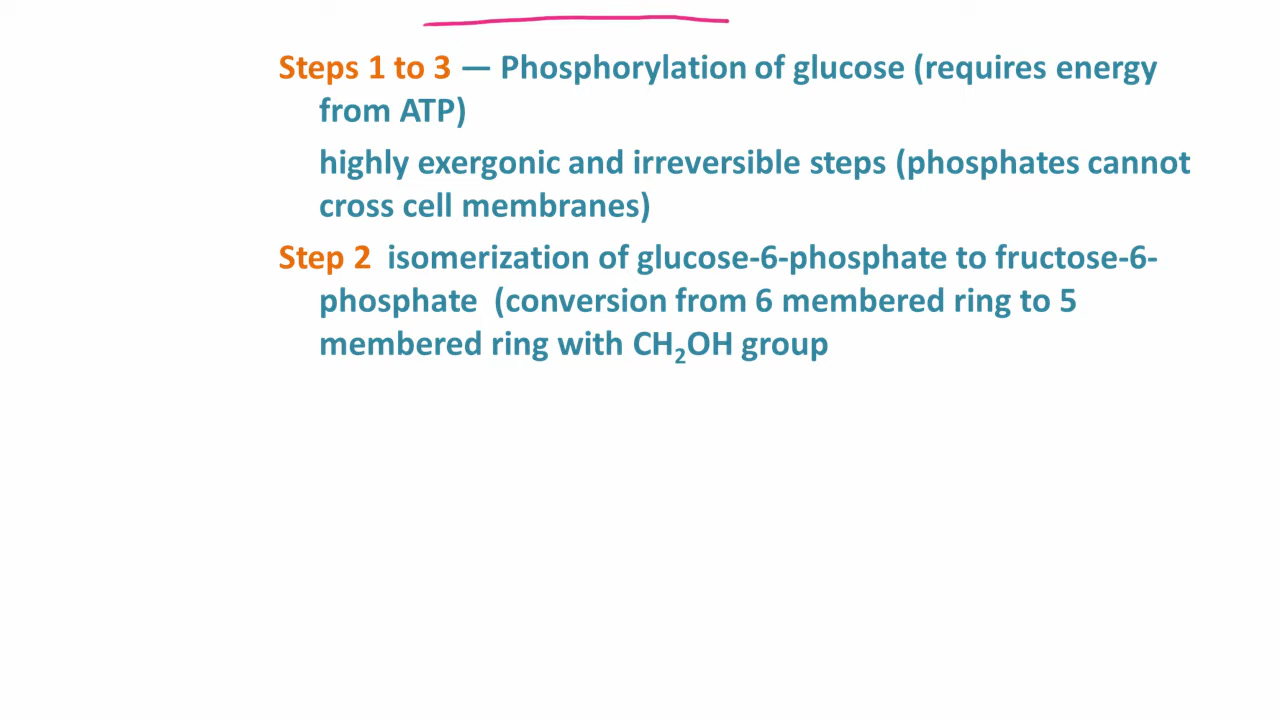 Steps 1 to 3 — Phosphorylation of glucose (requires energy
from ATP)
highly exergonic and irreversible steps (phosphates cannot
cross cell membranes)
Step 2  isomerization of glucose-6-phosphate to fructose-6-
phosphate  (conversion from 6 membered ring to 5
membered ring with CH₂OH group